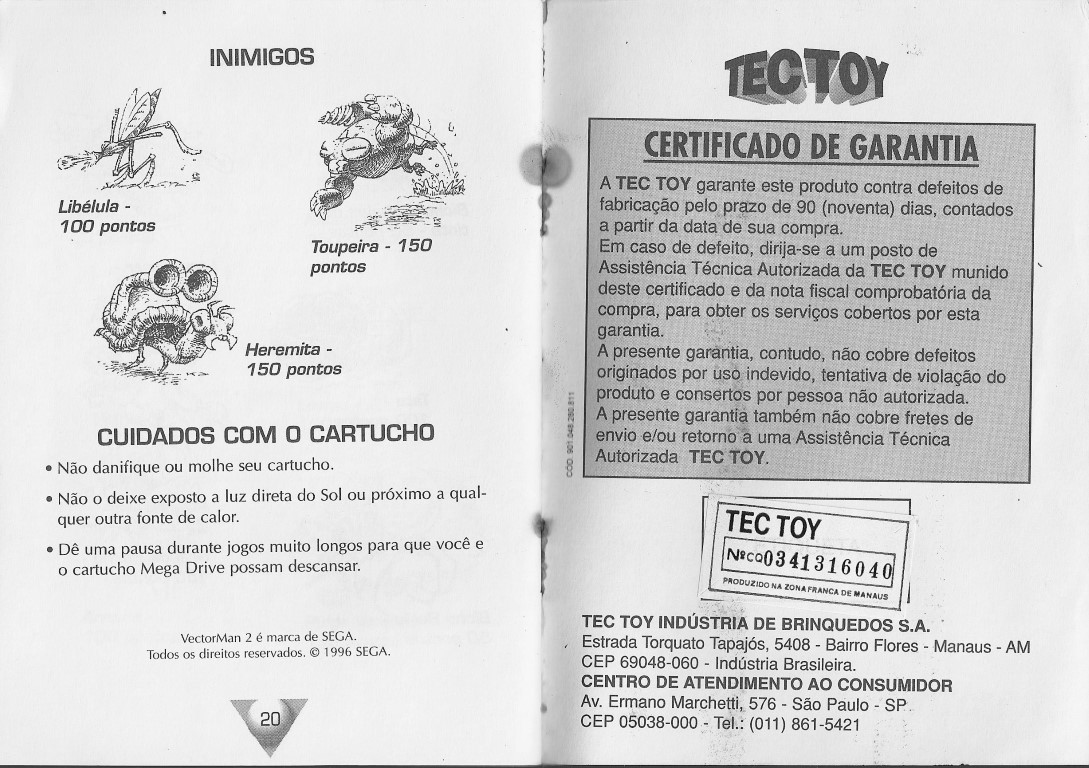 INIMIGOS
Libélula -
100 pontos
Toupeira - 150
pontos
Heremita -
150 pontos
CUIDADOS COM O CARTUCHO
• Não danifique ou molhe seu cartucho.
• Não o deixe exposto a luz direta do Sol ou próximo a qual-
quer outra fonte de calor.
• Dê uma pausa durante jogos muito longos para que você e
o cartucho Mega Drive possam descansar.
VectorMan 2 é marca de SEGA.
Todos os direitos reservados. © 1996 SEGA.
20
TEC TOY
CERTIFICADO DE GARANTIA
A TEC TOY garante este produto contra defeitos de
fabricação pelo prazo de 90 (noventa) dias, contados
a partir da data de sua compra.
Em caso de defeito, dirija-se a um posto de
Assistência Técnica Autorizada da TEC TOY munido
deste certificado e da nota fiscal comprobatória da
compra, para obter os serviços cobertos por esta
garantia.
A presente garantia, contudo, não cobre defeitos
originados por uso indevido, tentativa de violação do
produto e consertos por pessoa não autorizada.
A presente garantia também não cobre fretes de
envio e/ou retorno a uma Assistência Técnica
Autorizada TEC TOY.
COD. 901.048.260.811
TEC TOY
NºCQ0341316040
PRODUZIDO NA ZONA FRANCA DE MANAUS
TEC TOY INDÚSTRIA DE BRINQUEDOS S.A.
Estrada Torquato Tapajós, 5408 - Bairro Flores - Manaus - AM
CEP 69048-060 - Indústria Brasileira.
CENTRO DE ATENDIMENTO AO CONSUMIDOR
Av. Ermano Marchetti, 576 - São Paulo - SP
CEP 05038-000 - Tel.: (011) 861-5421